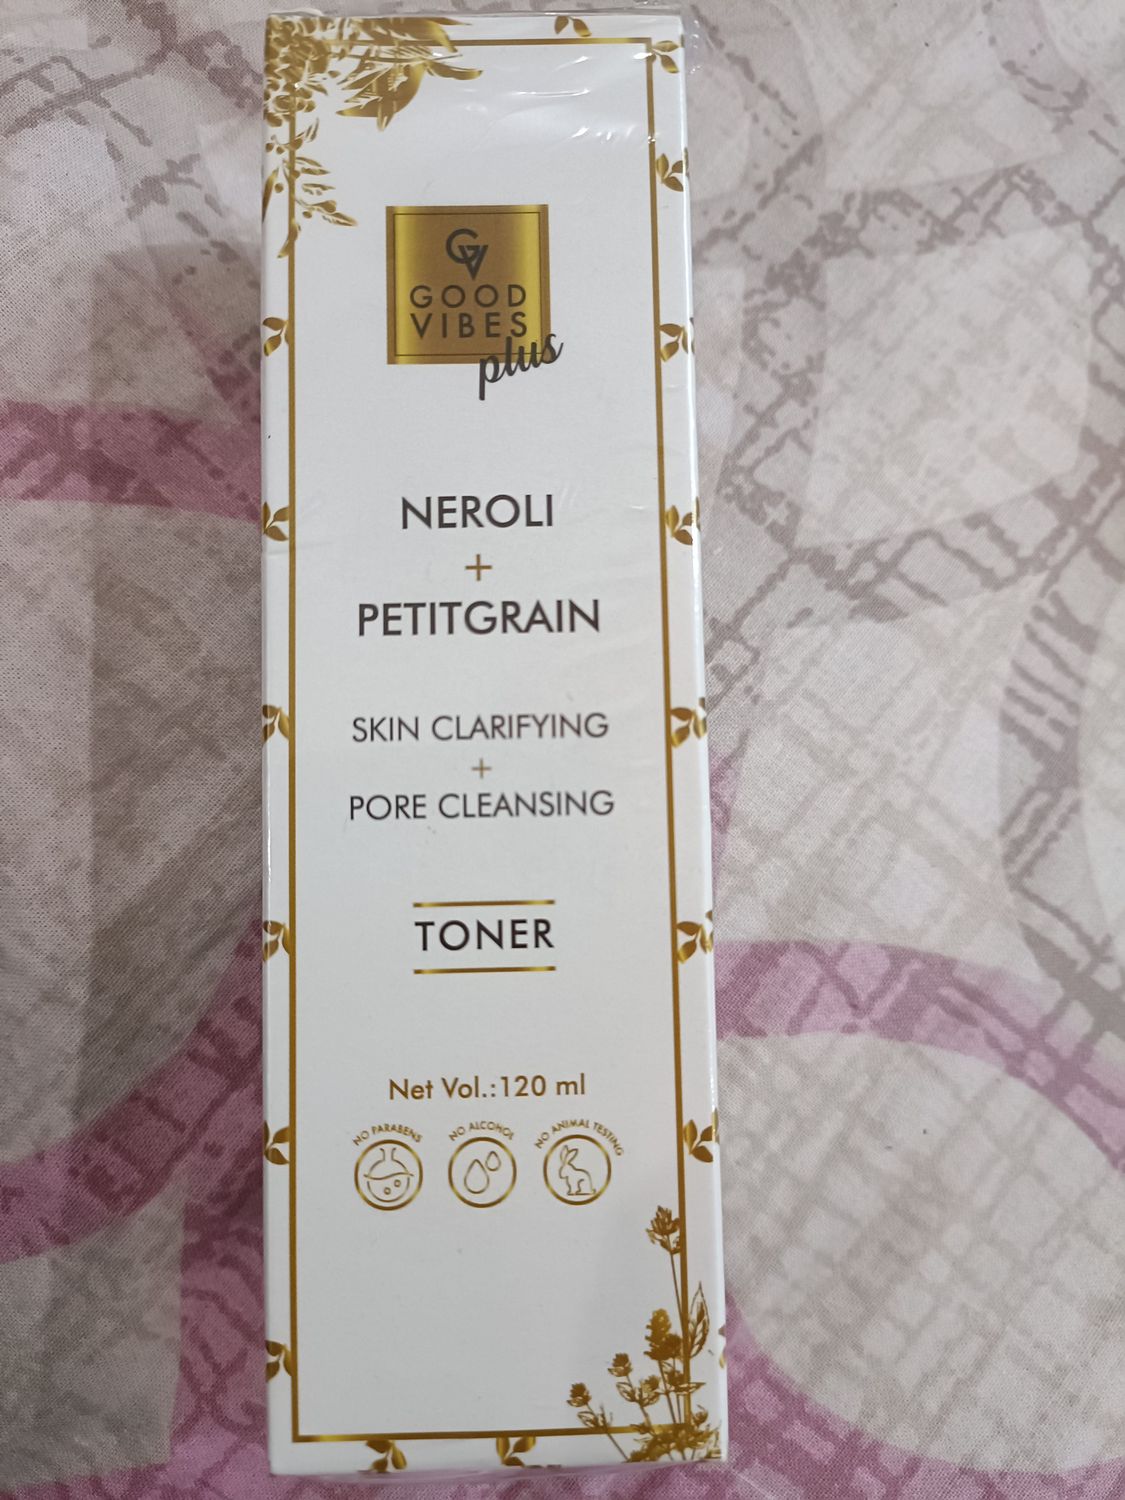 GV
GOOD
VIBES
plus
NEROLI
+
PETITGRAIN
SKIN CLARIFYING
+
PORE CLEANSING
TONER
Net Vol.:120 ml
NO PARABENS NO ALCOHOL NO ANIMAL TESTING